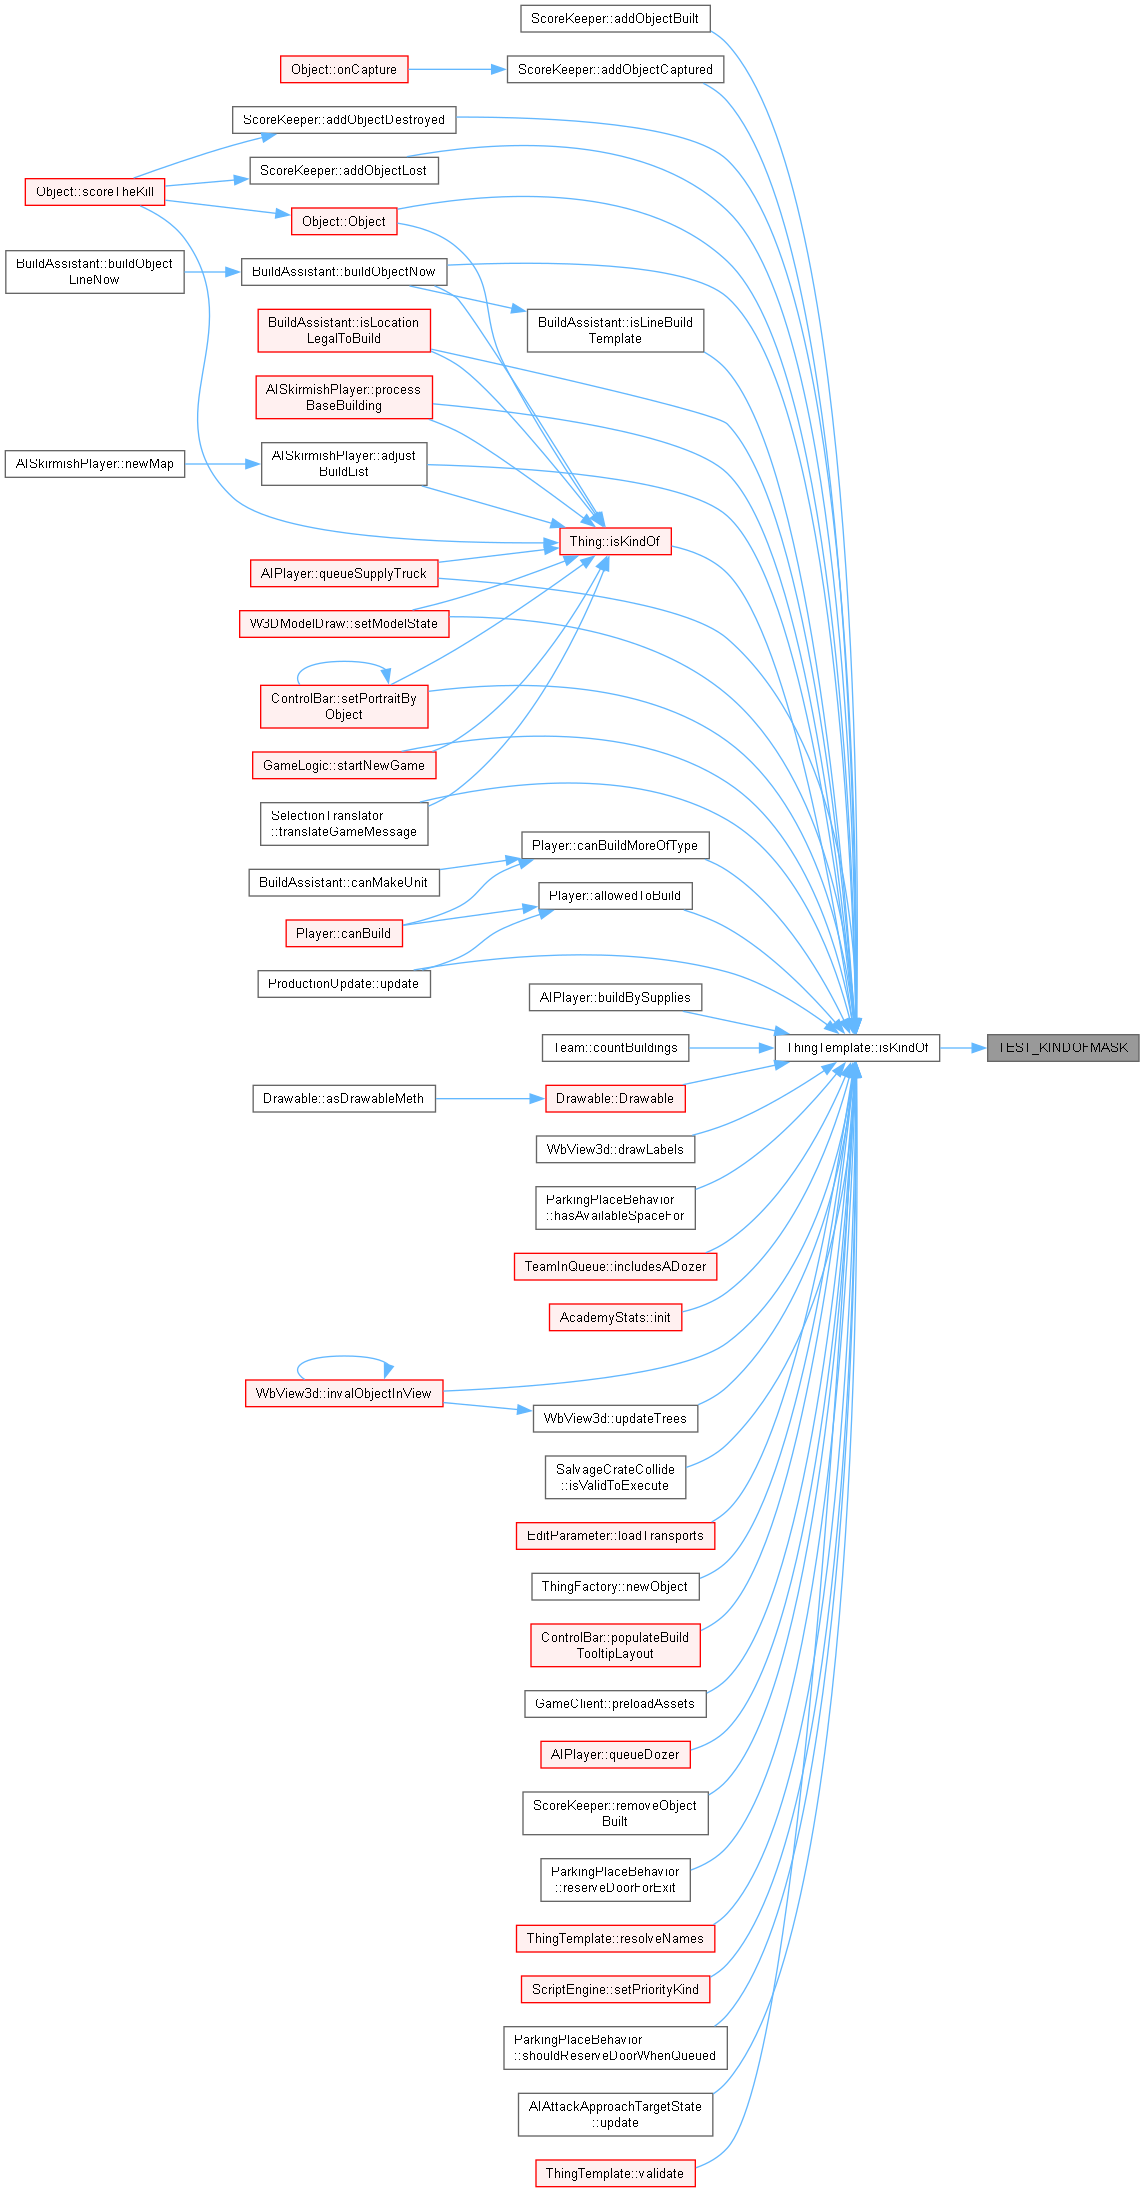 ScoreKeeper::addObjectBuilt
Object::onCapture
ScoreKeeper::addObjectCaptured
ScoreKeeper::addObjectDestroyed
ScoreKeeper::addObjectLost
Object::scoreTheKill
Object::Object
BuildAssistant::buildObject
LineNow
BuildAssistant::buildObjectNow
BuildAssistant::isLocation
LegalToBuild
BuildAssistant::isLineBuild
Template
AISkirmishPlayer::process
BaseBuilding
AISkirmishPlayer::newMap
AISkirmishPlayer::adjust
BuildList
Thing::isKindOf
AIPlayer::queueSupplyTruck
W3DModelDraw::setModelState
ControlBar::setPortraitBy
Object
GameLogic::startNewGame
SelectionTranslator
::translateGameMessage
Player::canBuildMoreOfType
BuildAssistant::canMakeUnit
Player::allowedToBuild
Player::canBuild
ProductionUpdate::update
AIPlayer::buildBySupplies
Team::countBuildings
ThingTemplate::isKindOf
TEST_KINDOFMASK
Drawable::asDrawableMeth
Drawable::Drawable
WbView3d::drawLabels
ParkingPlaceBehavior
::hasAvailableSpaceFor
TeamInQueue::includesADozer
AcademyStats::init
WbView3d::invalObjectInView
WbView3d::updateTrees
SalvageCrateCollide
::isValidToExecute
EditParameter::loadTransports
ThingFactory::newObject
ControlBar::populateBuild
TooltipLayout
GameClient::preloadAssets
AIPlayer::queueDozer
ScoreKeeper::removeObject
Built
ParkingPlaceBehavior
::reserveDoorForExit
ThingTemplate::resolveNames
ScriptEngine::setPriorityKind
ParkingPlaceBehavior
::shouldReserveDoorWhenQueued
AIAttackApproachTargetState
::update
ThingTemplate::validate